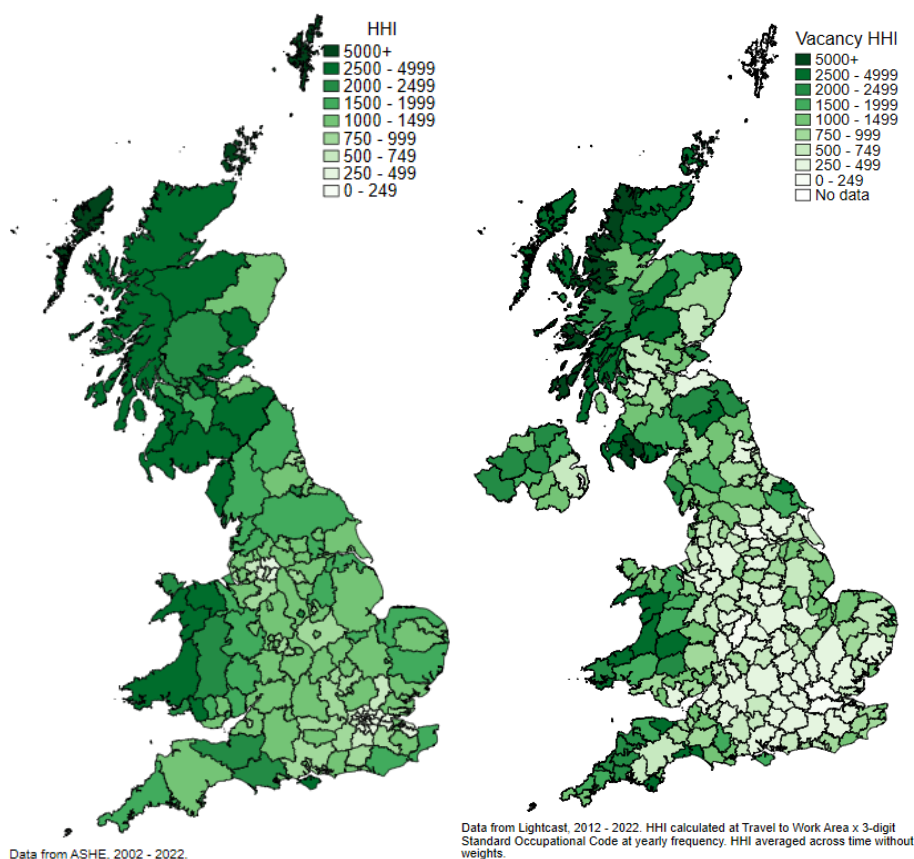 HHI
5000+
2500 - 4999
2000 - 2499
1500 - 1999
1000 - 1499
750 - 999
500 - 749
250 - 499
0 - 249
Data from ASHE. 2002 - 2022.
Vacancy HHI
5000+
2500 - 4999
2000 - 2499
1500 - 1999
1000 - 1499
750 - 999
500 - 749
250 - 499
0 - 249
No data
Data from Lightcast, 2012 - 2022. HHI calculated at Travel to Work Area x 3-digit
Standard Occupational Code at yearly frequency. HHI averaged across time without
weights.